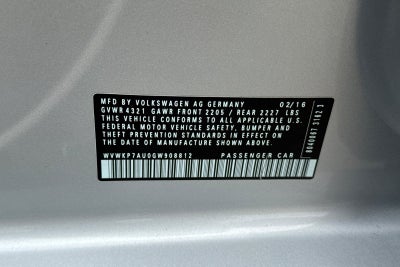 MFD BY VOLKSWAGEN AG GERMANY 02/16
GVWR 4321 GAWR FRONT 2205 / REAR 2227 LBS
THIS VEHICLE CONFORMS TO ALL APPLICABLE U.S.
FEDERAL MOTOR VEHICLE SAFETY, BUMPER AND
THEFT PREVENTION STANDARDS IN EFFECT ON
THE DATE OF MANUFACTURE SHOWN ABOVE
WVWKP7AU0GW908812 PASSENGER CAR